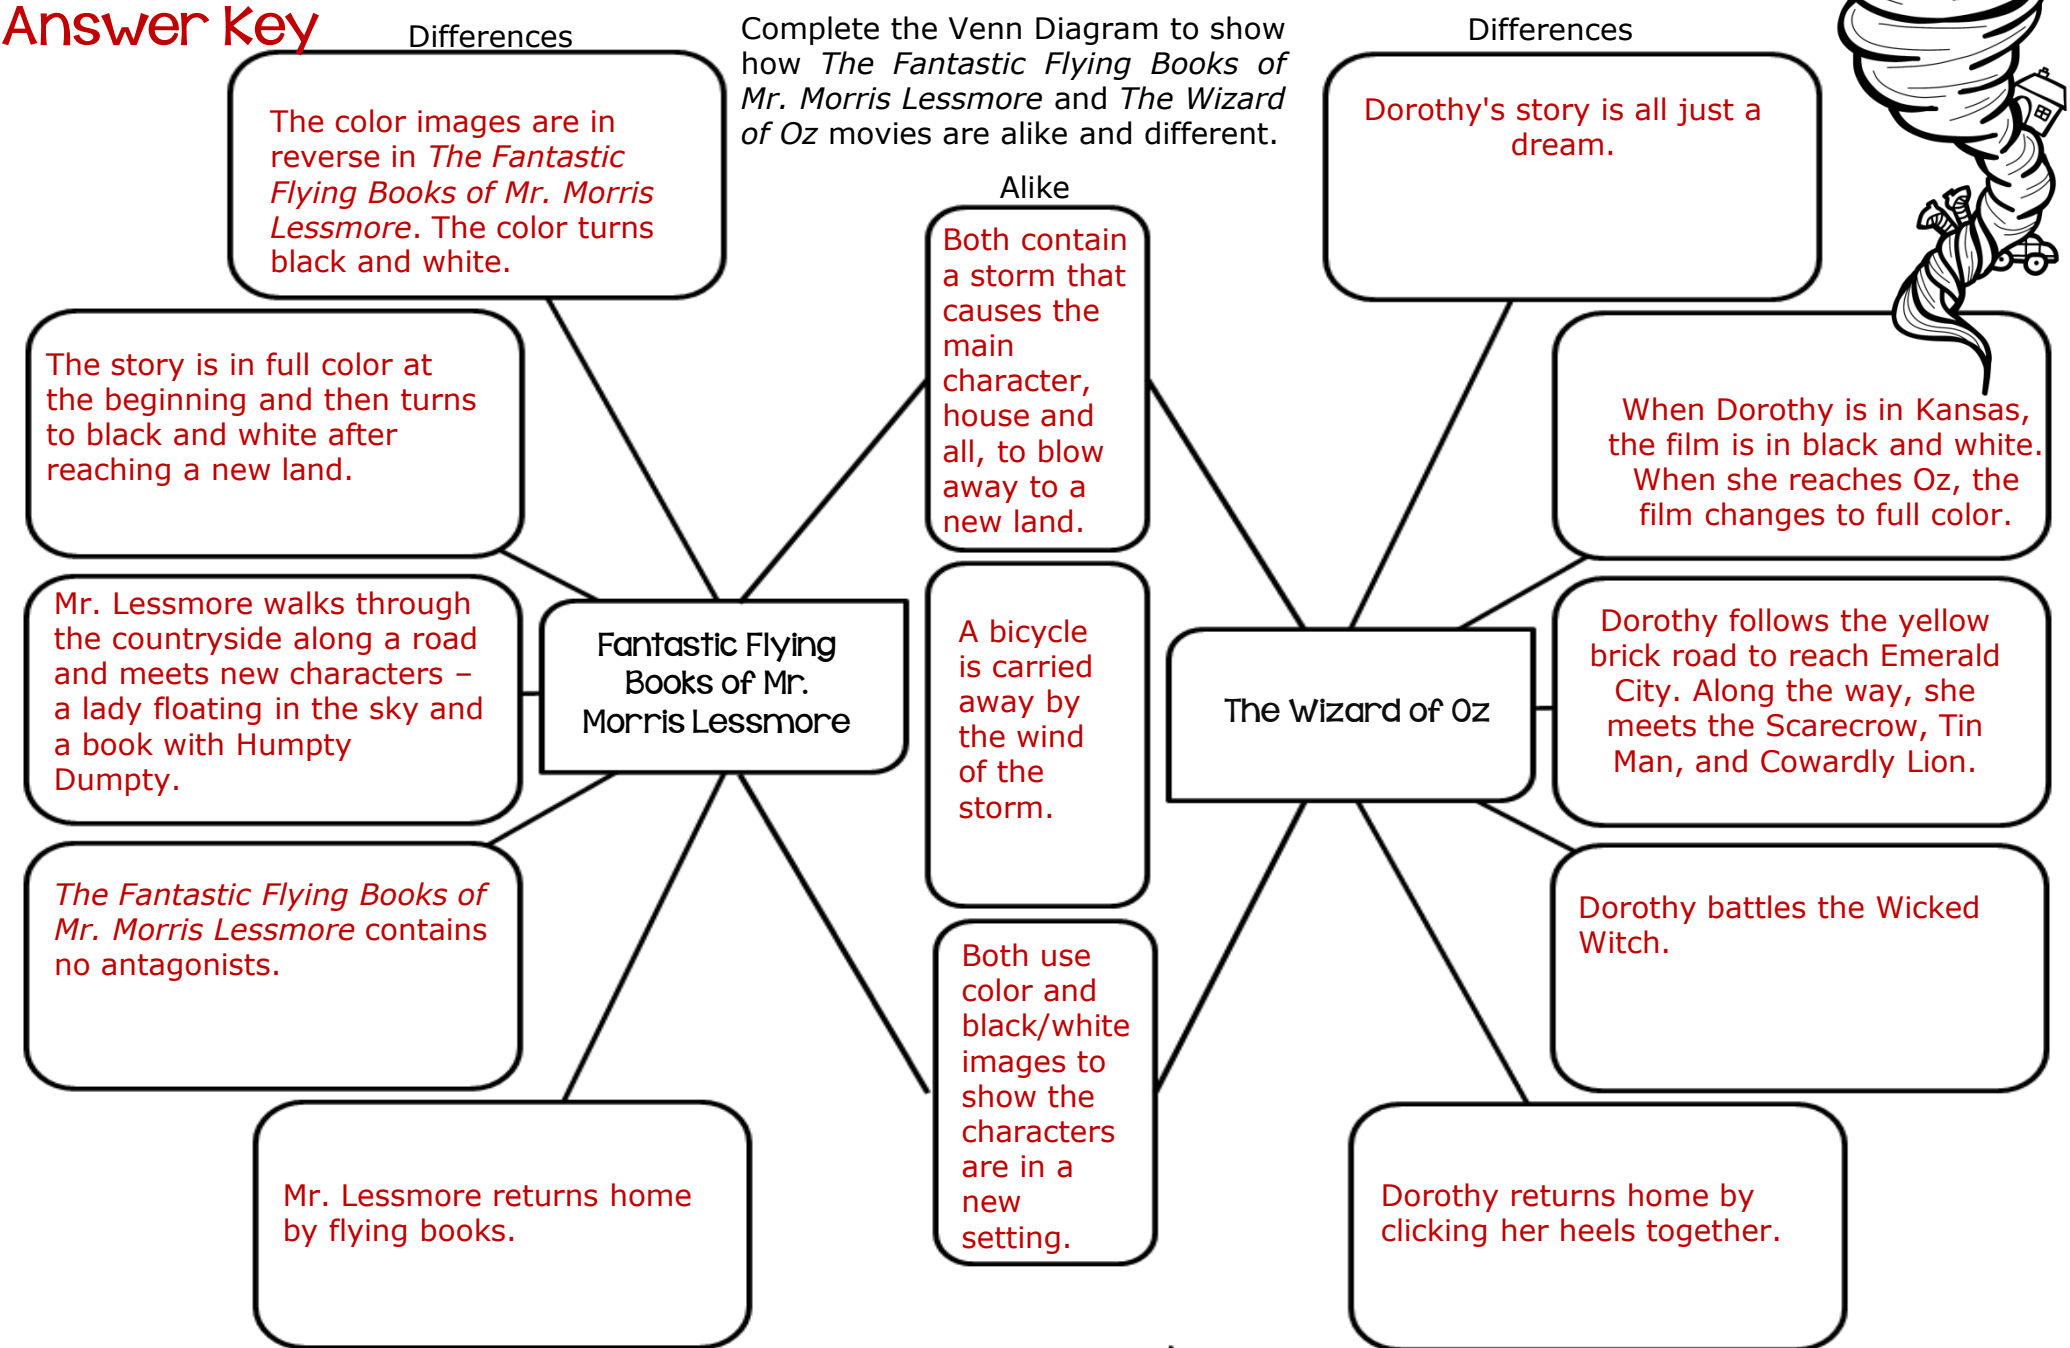 Answer Key
Differences
Complete the Venn Diagram to show
how The Fantastic Flying Books of
Mr. Morris Lessmore and The Wizard
of Oz movies are alike and different.
Differences
The color images are in
reverse in The Fantastic
Flying Books of Mr. Morris
Lessmore. The color turns
black and white.
Alike
Dorothy's story is all just a
dream.
Both contain
a storm that
causes the
main
character,
house and
all, to blow
away to a
new land.
The story is in full color at
the beginning and then turns
to black and white after
reaching a new land.
When Dorothy is in Kansas,
the film is in black and white.
When she reaches Oz, the
film changes to full color.
Mr. Lessmore walks through
the countryside along a road
and meets new characters –
a lady floating in the sky and
a book with Humpty
Dumpty.
Fantastic Flying
Books of Mr.
Morris Lessmore
A bicycle
is carried
away by
the wind
of the
storm.
The Wizard of Oz
Dorothy follows the yellow
brick road to reach Emerald
City. Along the way, she
meets the Scarecrow, Tin
Man, and Cowardly Lion.
The Fantastic Flying Books of
Mr. Morris Lessmore contains
no antagonists.
Both use
color and
black/white
images to
show the
characters
are in a
new
setting.
Dorothy battles the Wicked
Witch.
Mr. Lessmore returns home
by flying books.
Dorothy returns home by
clicking her heels together.